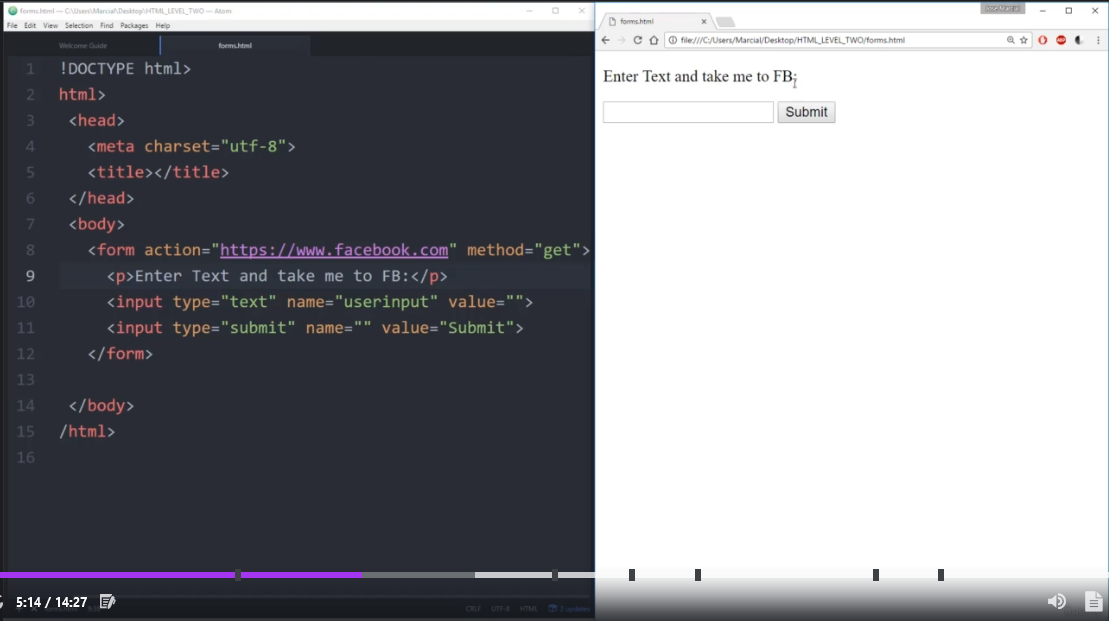 forms.html — C:\Users\Marcial\Desktop\HTML_LEVEL_TWO — Atom
File Edit View Selection Find Packages Help
Welcome Guide
forms.html
1 !DOCTYPE html>
2 html>
3 <head>
4 <meta charset="utf-8">
5 <title></title>
6 </head>
7 <body>
8 <form action="https://www.facebook.com" method="get">
9 <p>Enter Text and take me to FB:</p>
10 <input type="text" name="userinput" value="">
11 <input type="submit" name="" value="Submit">
12 </form>
13
14 </body>
15 /html>
16
CRLF UTF-8 HTML 2 updates
Jose Marcial
forms.html
file:///C:/Users/Marcial/Desktop/HTML_LEVEL_TWO/forms.html
Enter Text and take me to FB:
Submit
5:14 / 14:27